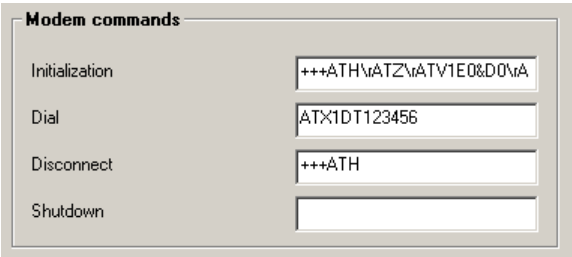 Modem commands
Initialization +++ATH\rATZ\rATV1E0&D0\rA
Dial ATX1DT123456
Disconnect +++ATH
Shutdown